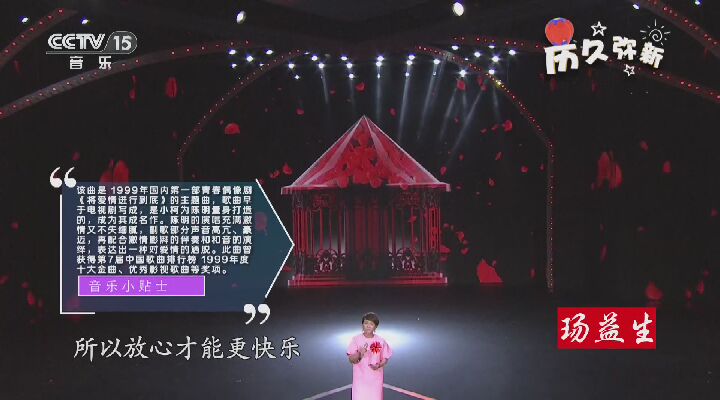 CCTV 15
音乐
历久弥新
该曲是1999年国内第一部青春偶像剧
《将爱情进行到底》的主题曲，歌曲早
于电视剧写成，是小柯为陈明量身打造
的，成为其成名作。陈明的演唱充满激
情又不失细腻，副歌部分声音高亢、豪
迈，再配合激情澎湃的伴奏和和音的演
绎，表达出一种对爱情的洒脱。此曲曾
获得第7届中国歌曲排行榜1999年度
十大金曲、优秀影视歌曲等奖项。
音乐小贴士
玚益生
所以放心才能更快乐